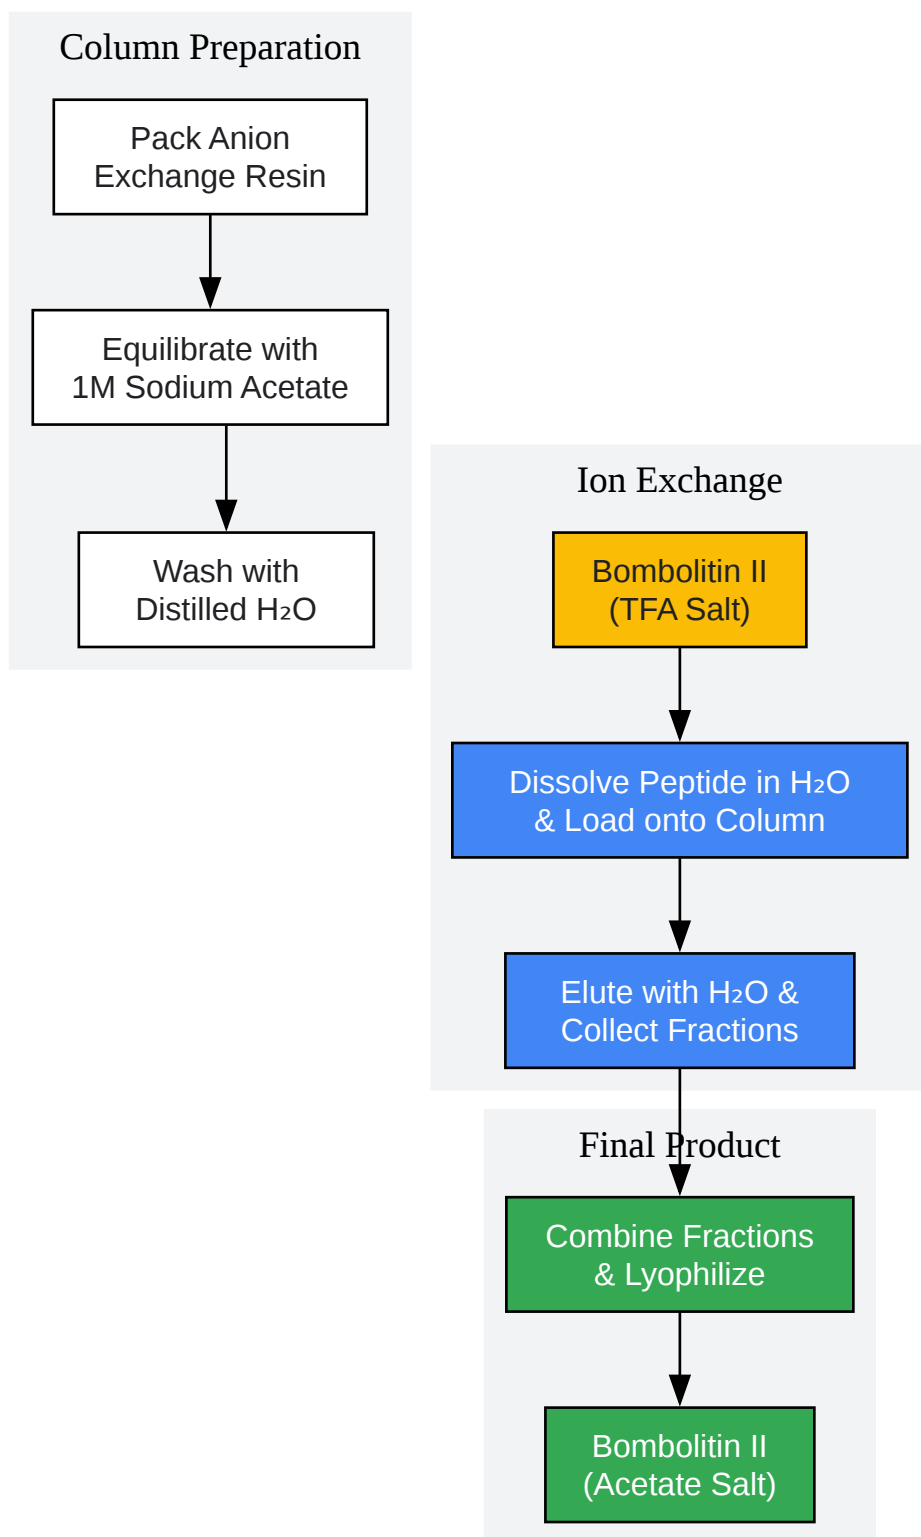 Column Preparation
Pack Anion
Exchange Resin
Equilibrate with
1M Sodium Acetate
Wash with
Distilled H₂O
Ion Exchange
Bombolitin II
(TFA Salt)
Dissolve Peptide in H₂O
& Load onto Column
Elute with H₂O &
Collect Fractions
Final Product
Combine Fractions
& Lyophilize
Bombolitin II
(Acetate Salt)